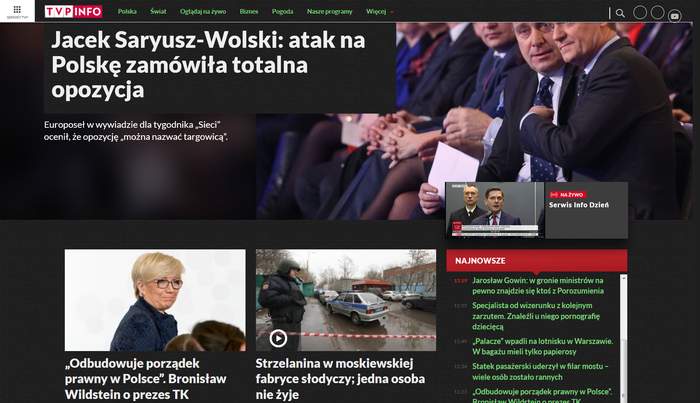 TVP INFO
Polska Świat Oglądaj na żywo Biznes Pogoda Nasze programy Więcej
Jacek Saryusz-Wolski: atak na
Polskę zamówiła totalna
opozycja
Europoseł w wywiadzie dla tygodnika „Sieci”
ocenił, że opozycję „można nazwać targowicą”.
NA ŻYWO
Serwis Info Dzień
NAJNOWSZE
Jarosław Gowin: w gronie ministrów na
pewno znajdzie się ktoś z Porozumienia
Specjalista od wizerunku z kolejnym
zarzutem. Znaleźli u niego pornografię
dziecięcą
„Palacze” wpadli na lotnisku w Warszawie.
W bagażu mieli tylko papierosy
Statek pasażerski uderzył w filar mostu –
wiele osób zostało rannych
„Odbudowuje porządek prawny w Polsce”.
Bronisław Wildstein o prezes TK
„Odbudowuje porządek
prawny w Polsce”. Bronisław
Wildstein o prezes TK
Strzelanina w moskiewskiej
fabryce słodyczy; jedna osoba
nie żyje